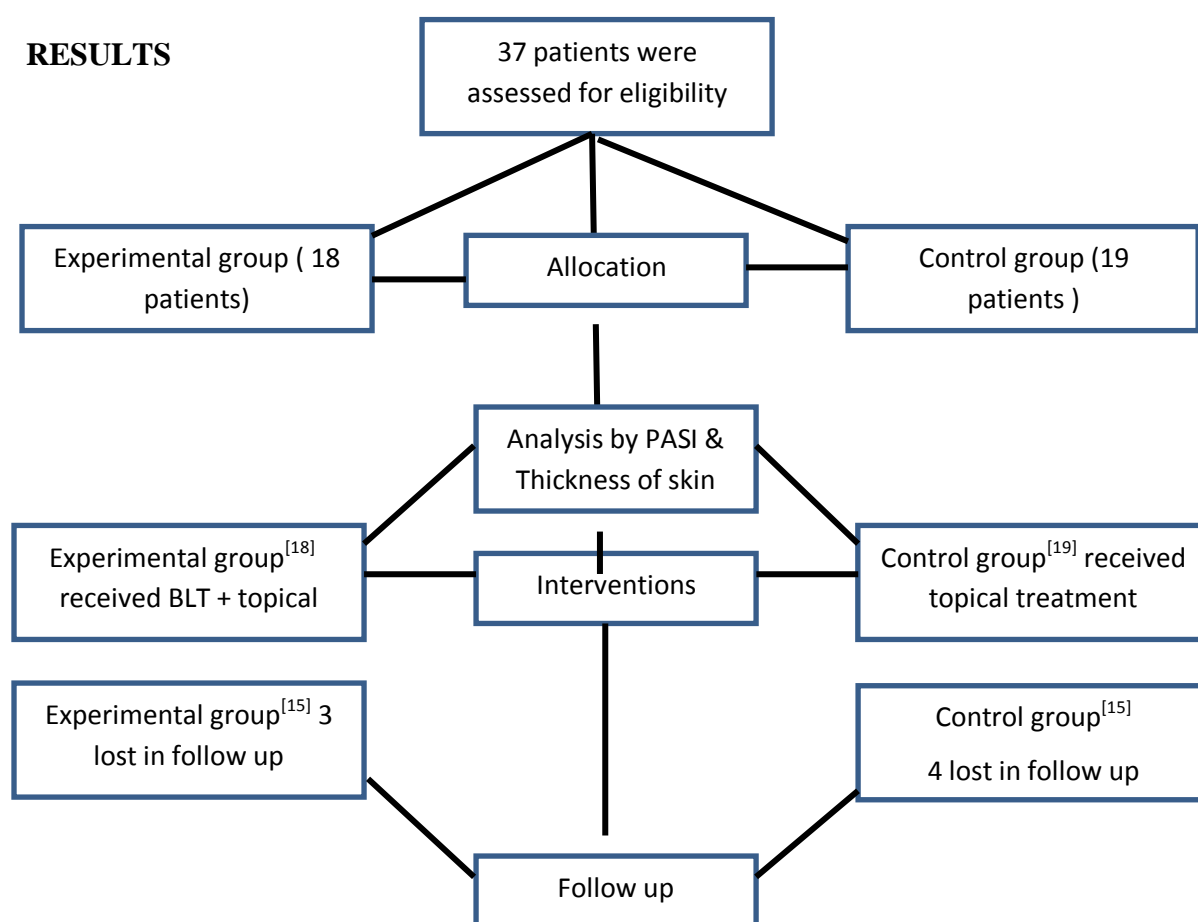 RESULTS
37 patients were
assessed for eligibility
Experimental group ( 18
patients)
Allocation
Control group (19
patients )
Analysis by PASI &
Thickness of skin
Experimental group[18]
received BLT + topical
Interventions
Control group[19] received
topical treatment
Experimental group[15] 3
lost in follow up
Control group[15]
4 lost in follow up
Follow up